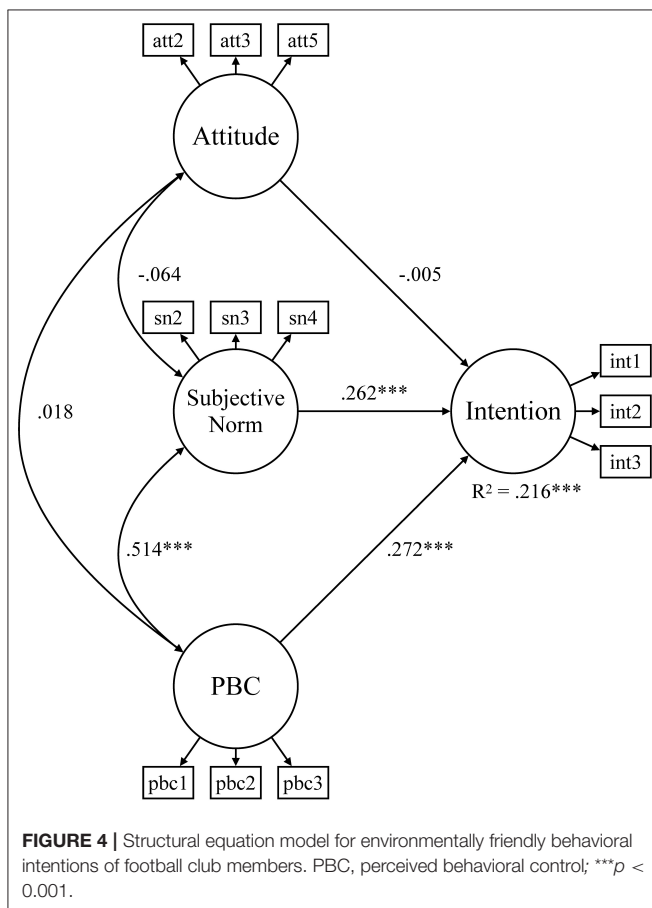 att2 att3 att5
Attitude
-.064
-.005
sn2 sn3 sn4
Subjective
Norm
.262***
Intention
int1
int2
int3
R² = .216***
.018
.514***
.272***
PBC
pbc1 pbc2 pbc3
FIGURE 4 | Structural equation model for environmentally friendly behavioral
intentions of football club members. PBC, perceived behavioral control; ***p <
0.001.